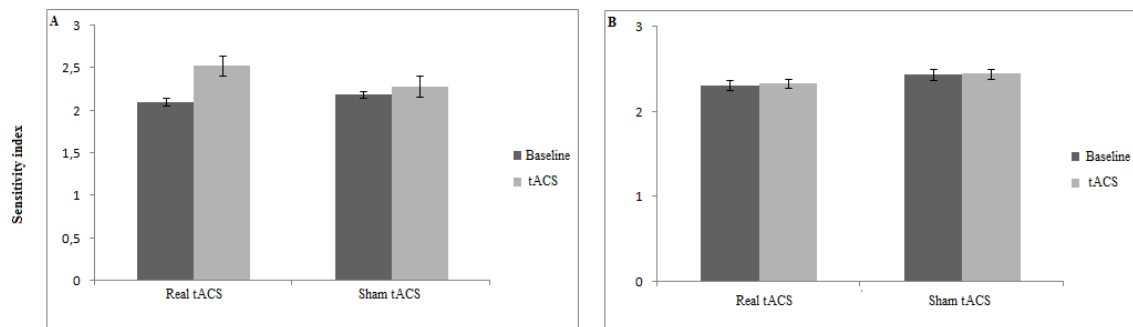 A
3
2,5
2
1,5
1
0,5
0
Sensitivity index
Real tACS
Sham tACS
Baseline
tACS
B
3
2
1
0
Real tACS
Sham tACS
Baseline
tACS